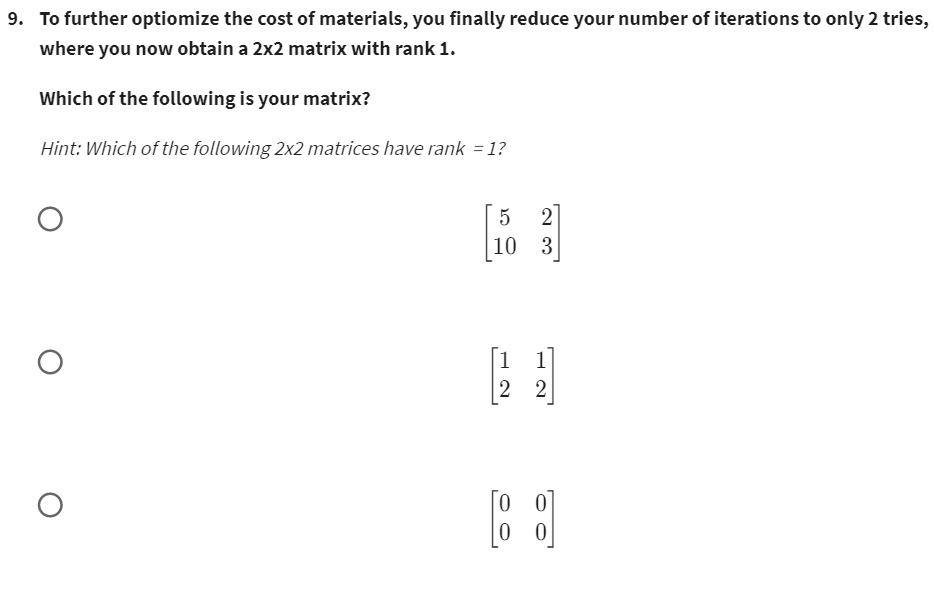 9. To further optiomize the cost of materials, you finally reduce your number of iterations to only 2 tries,
where you now obtain a 2x2 matrix with rank 1.
Which of the following is your matrix?
Hint: Which of the following 2x2 matrices have rank = 1?
5 2
10 3
1 1
2 2
0 0
0 0